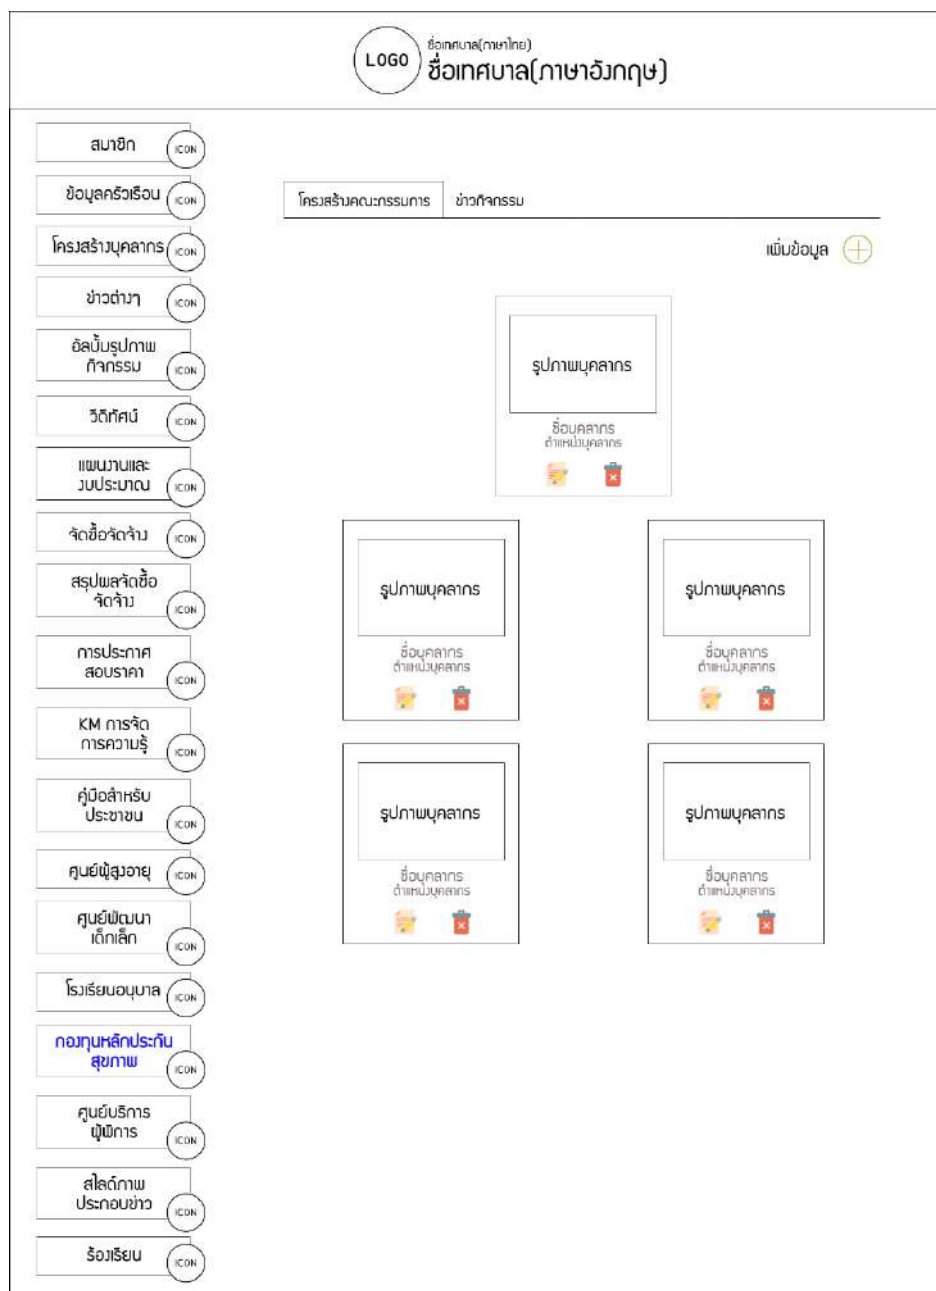 LOGO
ชื่อเทศบาล(ภาษาไทย)
ชื่อเทศบาล(ภาษาอังกฤษ)
สมาชิก
ICON
ข้อมูลครัวเรือน
ICON
โครงสร้างบุคลากร
ICON
ข่าวต่างๆ
ICON
อัลบั้มรูปภาพ
กิจกรรม
ICON
วิดีทัศน์
ICON
แผนงานและ
งบประมาณ
ICON
จัดซื้อจัดจ้าง
ICON
สรุปผลจัดซื้อ
จัดจ้าง
ICON
การประกาศ
สอบราคา
ICON
KM การจัด
การความรู้
ICON
คู่มือสำหรับ
ประชาชน
ICON
ศูนย์ผู้สูงอายุ
ICON
ศูนย์พัฒนา
เด็กเล็ก
ICON
โรงเรียนอนุบาล
ICON
กองทุนหลักประกัน
สุขภาพ
ICON
ศูนย์บริการ
ผู้พิการ
ICON
สไลด์ภาพ
ประกอบข่าว
ICON
ร้องเรียน
ICON
โครงสร้างคณะกรรมการ ข่าวกิจกรรม
เพิ่มข้อมูล
รูปภาพบุคลากร
ชื่อบุคลากร
ตำแหน่งบุคลากร
รูปภาพบุคลากร
ชื่อบุคลากร
ตำแหน่งบุคลากร
รูปภาพบุคลากร
ชื่อบุคลากร
ตำแหน่งบุคลากร
รูปภาพบุคลากร
ชื่อบุคลากร
ตำแหน่งบุคลากร
รูปภาพบุคลากร
ชื่อบุคลากร
ตำแหน่งบุคลากร